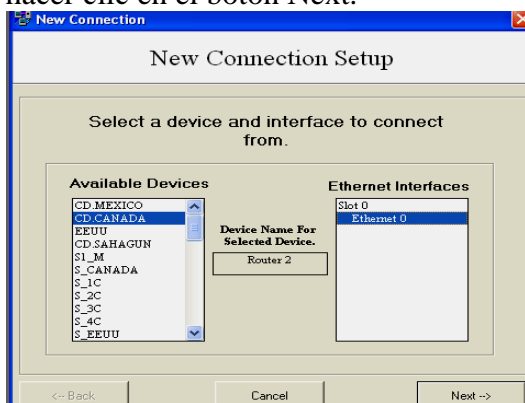 hacer clic en el botón Next.
New Connection
New Connection Setup
Select a device and interface to connect
from.
Available Devices
CD.MEXICO
CD.CANADA
EEUU
CD.SAHAGUN
S1_M
S_CANADA
S_1C
S_2C
S_3C
S_4C
S_EEUU
Device Name For
Selected Device.
Router 2
Ethernet Interfaces
Slot 0
Ethernet 0
<-- Back
Cancel
Next -->